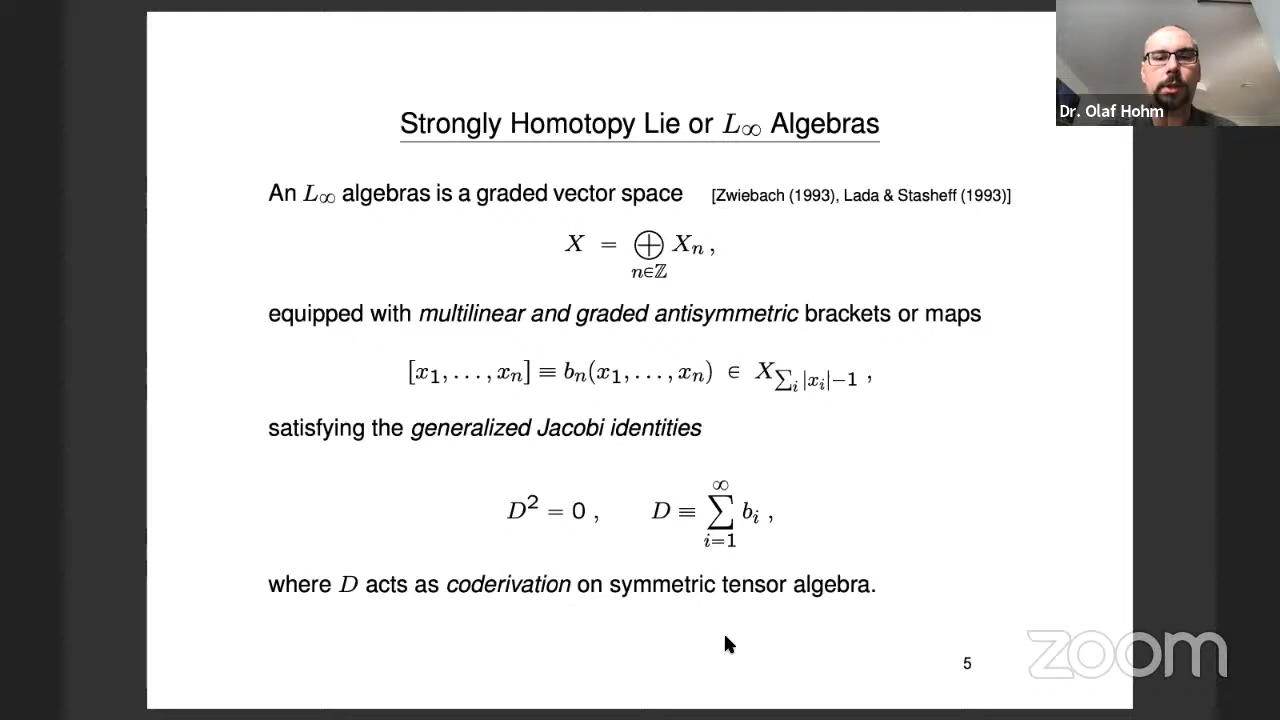 Strongly Homotopy Lie or L∞ Algebras
An L∞ algebras is a graded vector space [Zwiebach (1993), Lada & Stasheff (1993)]
X = ⊕_{n∈ℤ} X_n ,
equipped with multilinear and graded antisymmetric brackets or maps
[x_1, . . . , x_n] ≡ b_n(x_1, . . . , x_n) ∈ X_{∑_i |x_i|−1} ,
satisfying the generalized Jacobi identities
D^2 = 0 , D ≡ ∑_{i=1}^{∞} b_i ,
where D acts as coderivation on symmetric tensor algebra.
5
Dr. Olaf Hohm
zoom